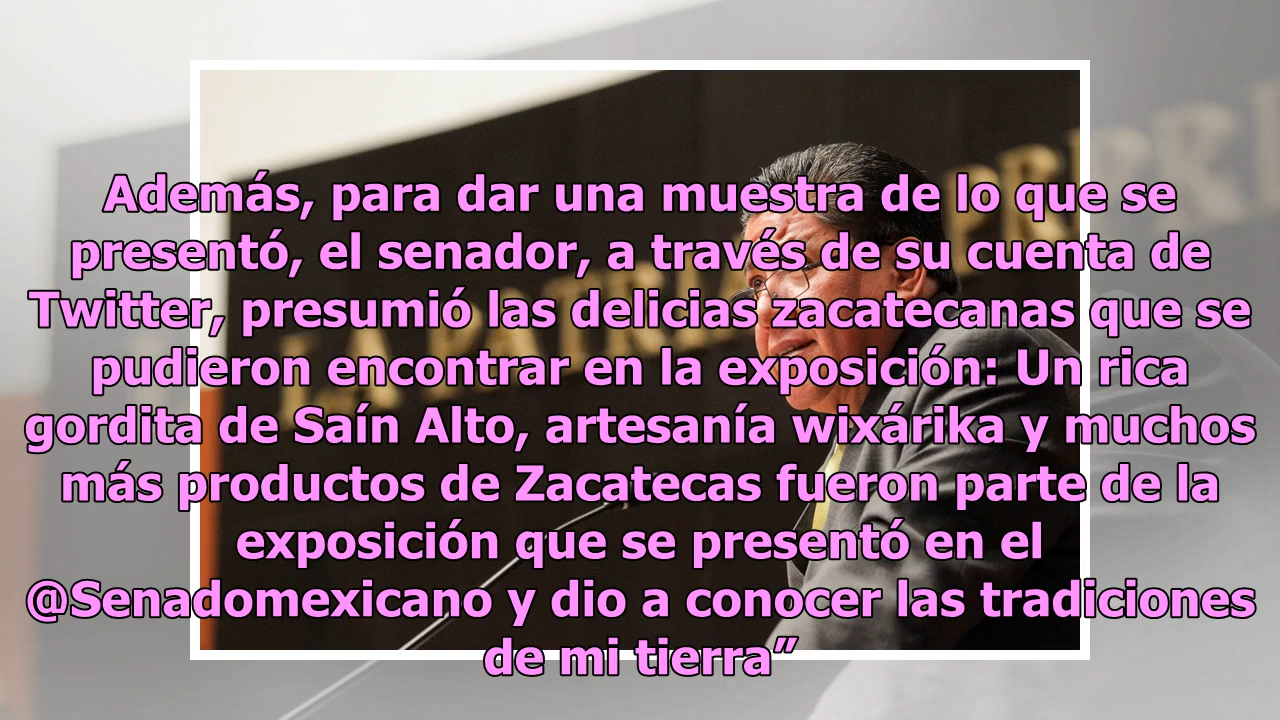 Además, para dar una muestra de lo que se
presentó, el senador, a través de su cuenta de
Twitter, presumió las delicias zacatecanas que se
pudieron encontrar en la exposición: Un rica
gordita de Saín Alto, artesanía wixárika y muchos
más productos de Zacatecas fueron parte de la
exposición que se presentó en el
@Senadomexicano y dio a conocer las tradiciones
de mi tierra”
LA PATRIA